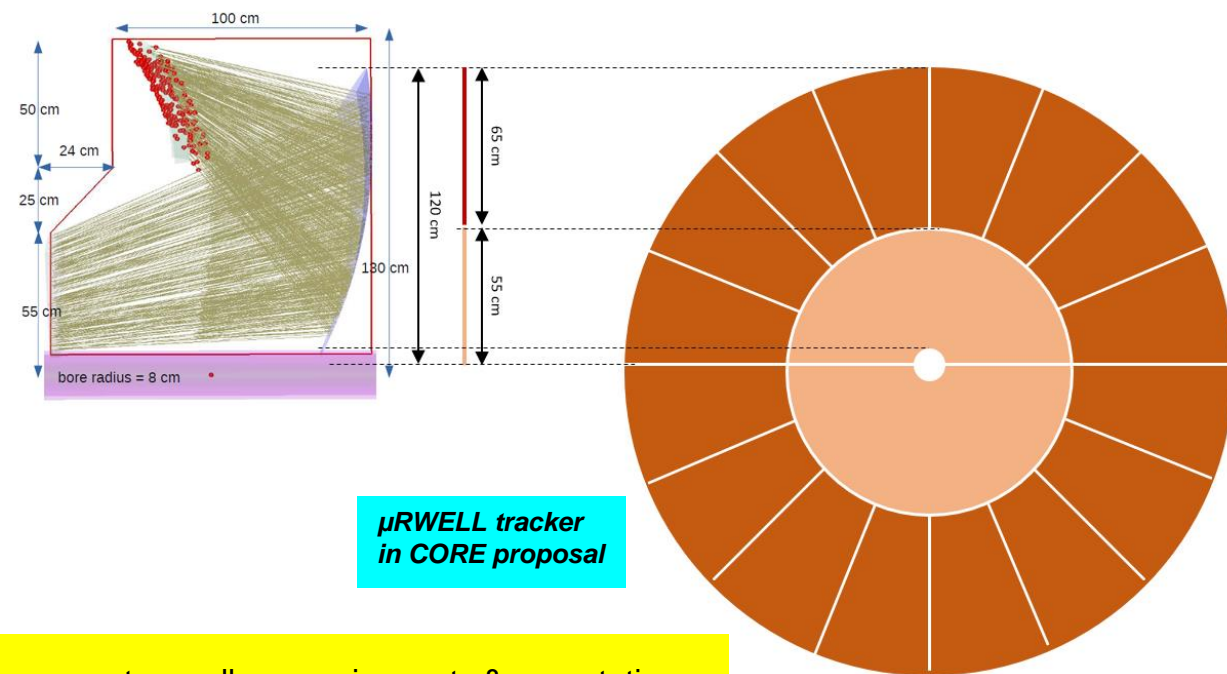 100 cm
50 cm
24 cm
25 cm
55 cm
130 cm
bore radius = 8 cm
120 cm
65 cm
55 cm
µRWELL tracker
in CORE proposal